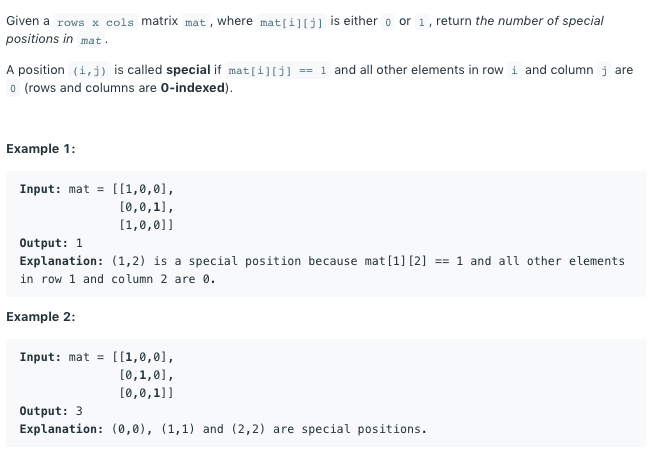 Given a rows x cols matrix mat, where mat[i][j] is either 0 or 1, return the number of special
positions in mat.
A position (i,j) is called special if mat[i][j] == 1 and all other elements in row i and column j are
0 (rows and columns are 0-indexed).
Example 1:
Input: mat = [[1,0,0],
[0,0,1],
[1,0,0]]
Output: 1
Explanation: (1,2) is a special position because mat[1][2] == 1 and all other elements
in row 1 and column 2 are 0.
Example 2:
Input: mat = [[1,0,0],
[0,1,0],
[0,0,1]]
Output: 3
Explanation: (0,0), (1,1) and (2,2) are special positions.